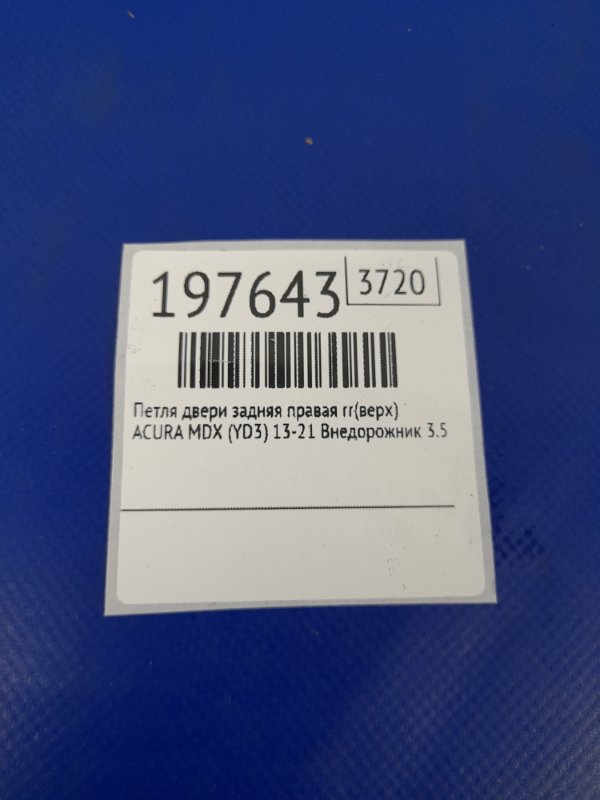 197643 3720
Петля двери задняя правая rr(верх)
ACURA MDX (YD3) 13-21 Внедорожник 3.5